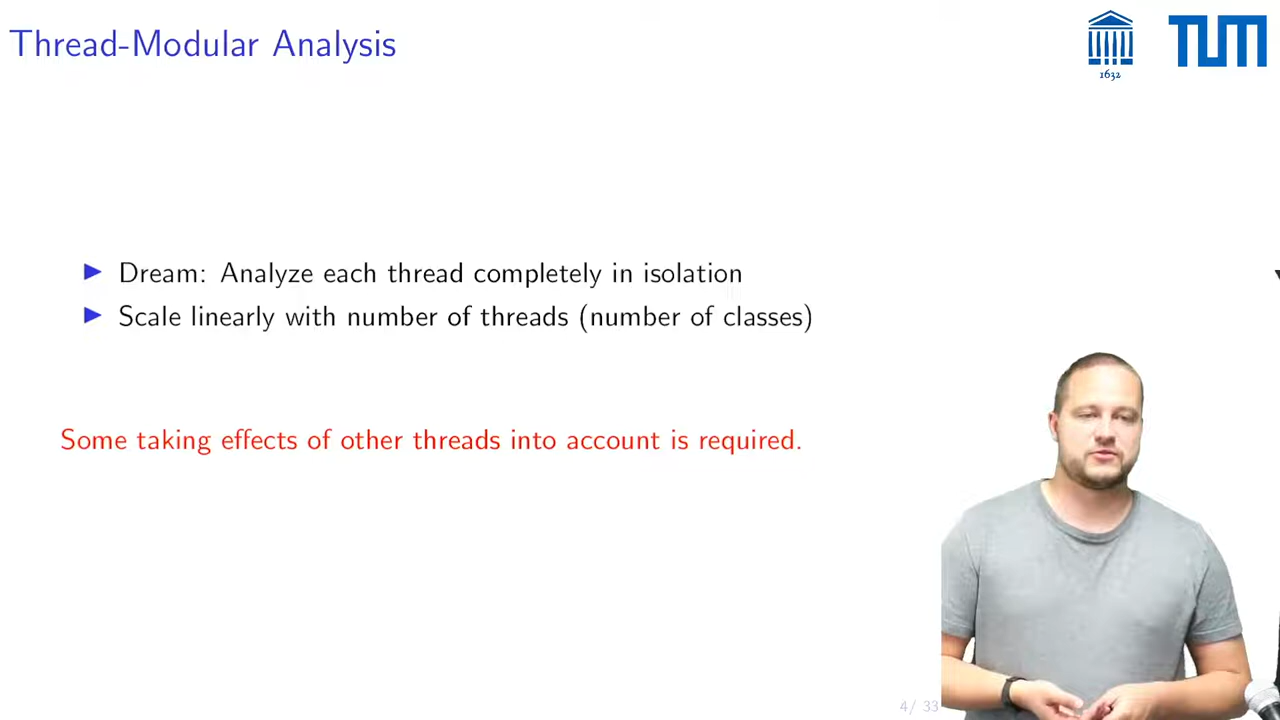 Thread-Modular Analysis
1632
TUM
Dream: Analyze each thread completely in isolation
Scale linearly with number of threads (number of classes)
Some taking effects of other threads into account is required.
4/ 33